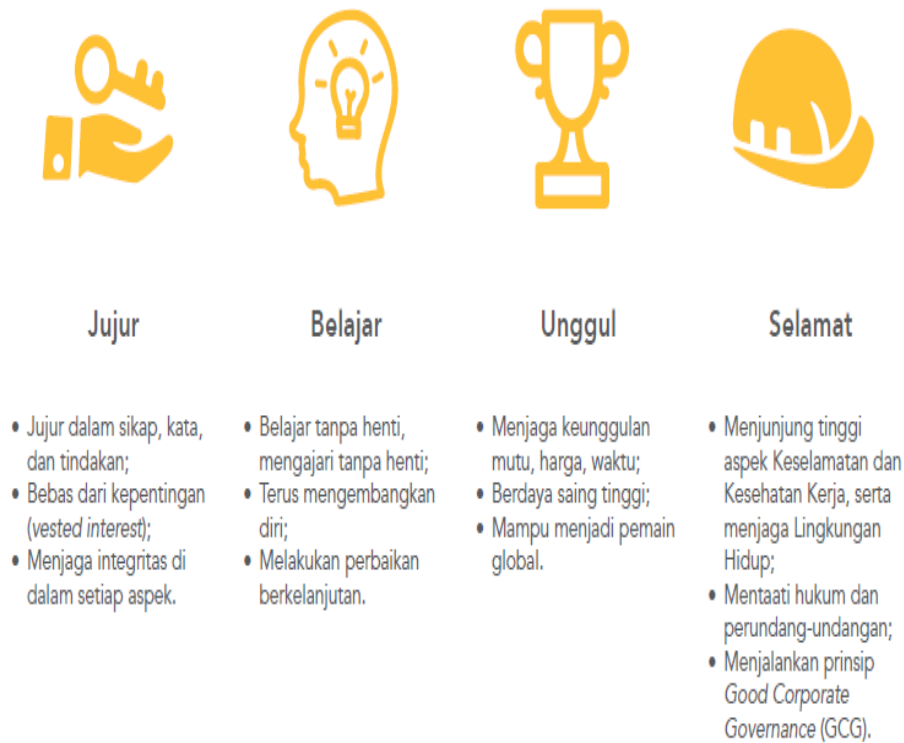 Jujur
• Jujur dalam sikap, kata,
dan tindakan;
• Bebas dari kepentingan
(vested interest);
• Menjaga integritas di
dalam setiap aspek.
Belajar
• Belajar tanpa henti,
mengajari tanpa henti;
• Terus mengembangkan
diri;
• Melakukan perbaikan
berkelanjutan.
Unggul
• Menjaga keunggulan
mutu, harga, waktu;
• Berdaya saing tinggi;
• Mampu menjadi pemain
global.
Selamat
• Menjunjung tinggi
aspek Keselamatan dan
Kesehatan Kerja, serta
menjaga Lingkungan
Hidup;
• Mentaati hukum dan
perundang-undangan;
• Menjalankan prinsip
Good Corporate
Governance (GCG).